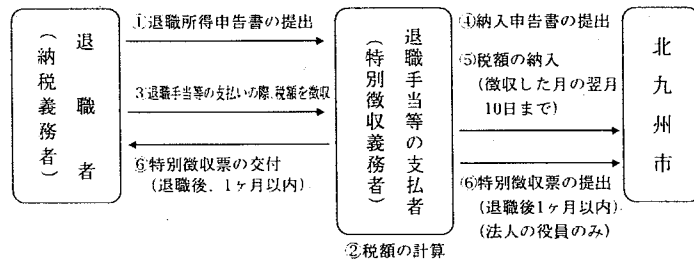 退職者
(納税義務者)
①退職所得申告書の提出
3退職手当等の支払いの際、税額を徴収
⑥特別徴収票の交付
(退職後、1ヶ月以内)
退職手当等の支払者
(特別徴収義務者)
②税額の計算
④納入申告書の提出
⑤税額の納入
(徴収した月の翌月
10日まで)
⑥特別徴収票の提出
(退職後1ヶ月以内)
(法人の役員のみ)
北九州市